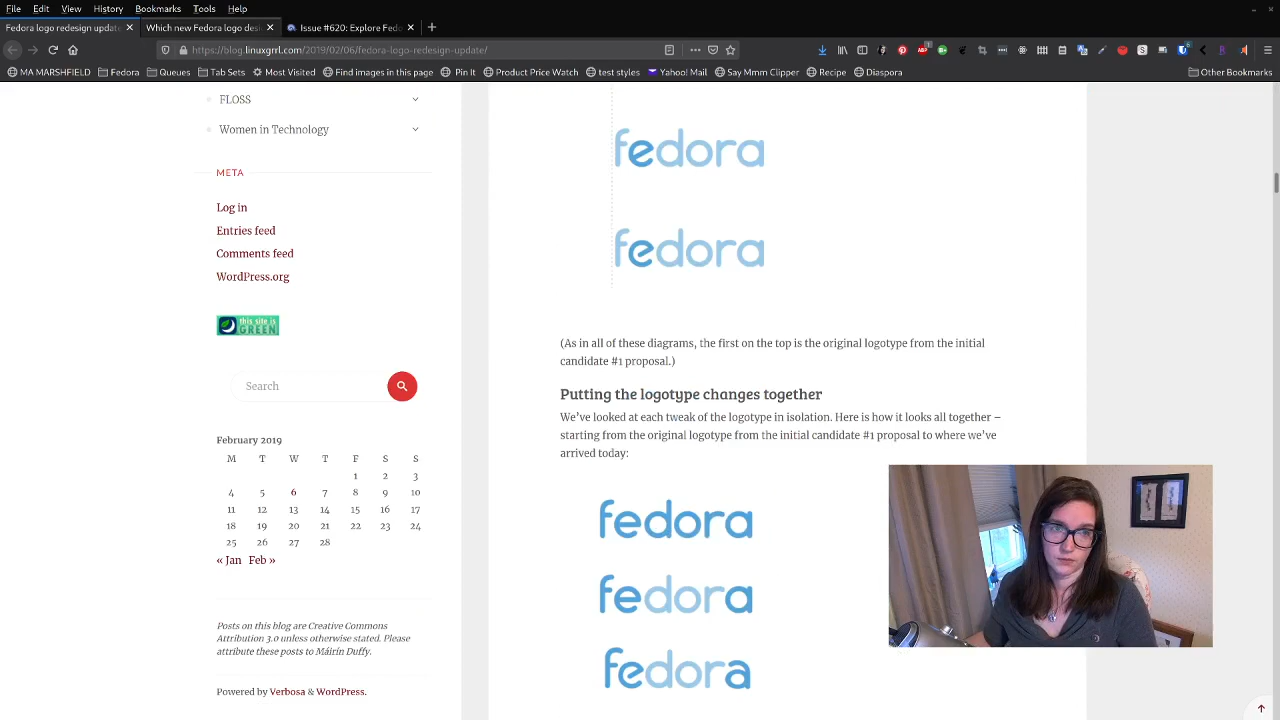 File Edit View History Bookmarks Tools Help
Fedora logo redesign update
Which new Fedora logo desi
Issue #620: Explore Fedo
https://blog.linuxgrrl.com/2019/02/06/fedora-logo-redesign-update/
MA MARSHFIELD Fedora Queues Tab Sets Most Visited Find images in this page Pin It Product Price Watch test styles Yahoo! Mail Say More Clipper Recipe Diaspora Other Bookmarks
FLOSS
Women in Technology
META
Log in
Entries feed
Comments feed
WordPress.org
this site is
GREEN
Search
February 2019
M T W T F S S
1 2 3
4 5 6 7 8 9 10
11 12 13 14 15 16 17
18 19 20 21 22 23 24
25 26 27 28
« Jan Feb »
Posts on this blog are Creative Commons
Attribution 3.0 unless otherwise stated. Please
attribute these posts to Máirín Duffy.
Powered by Verbosa & WordPress.
fedora
fedora
(As in all of these diagrams, the first on the top is the original logotype from the initial
candidate #1 proposal.)
Putting the logotype changes together
We've looked at each tweak of the logotype in isolation. Here is how it looks all together –
starting from the original logotype from the initial candidate #1 proposal to where we've
arrived today:
fedora
fedora
fedora